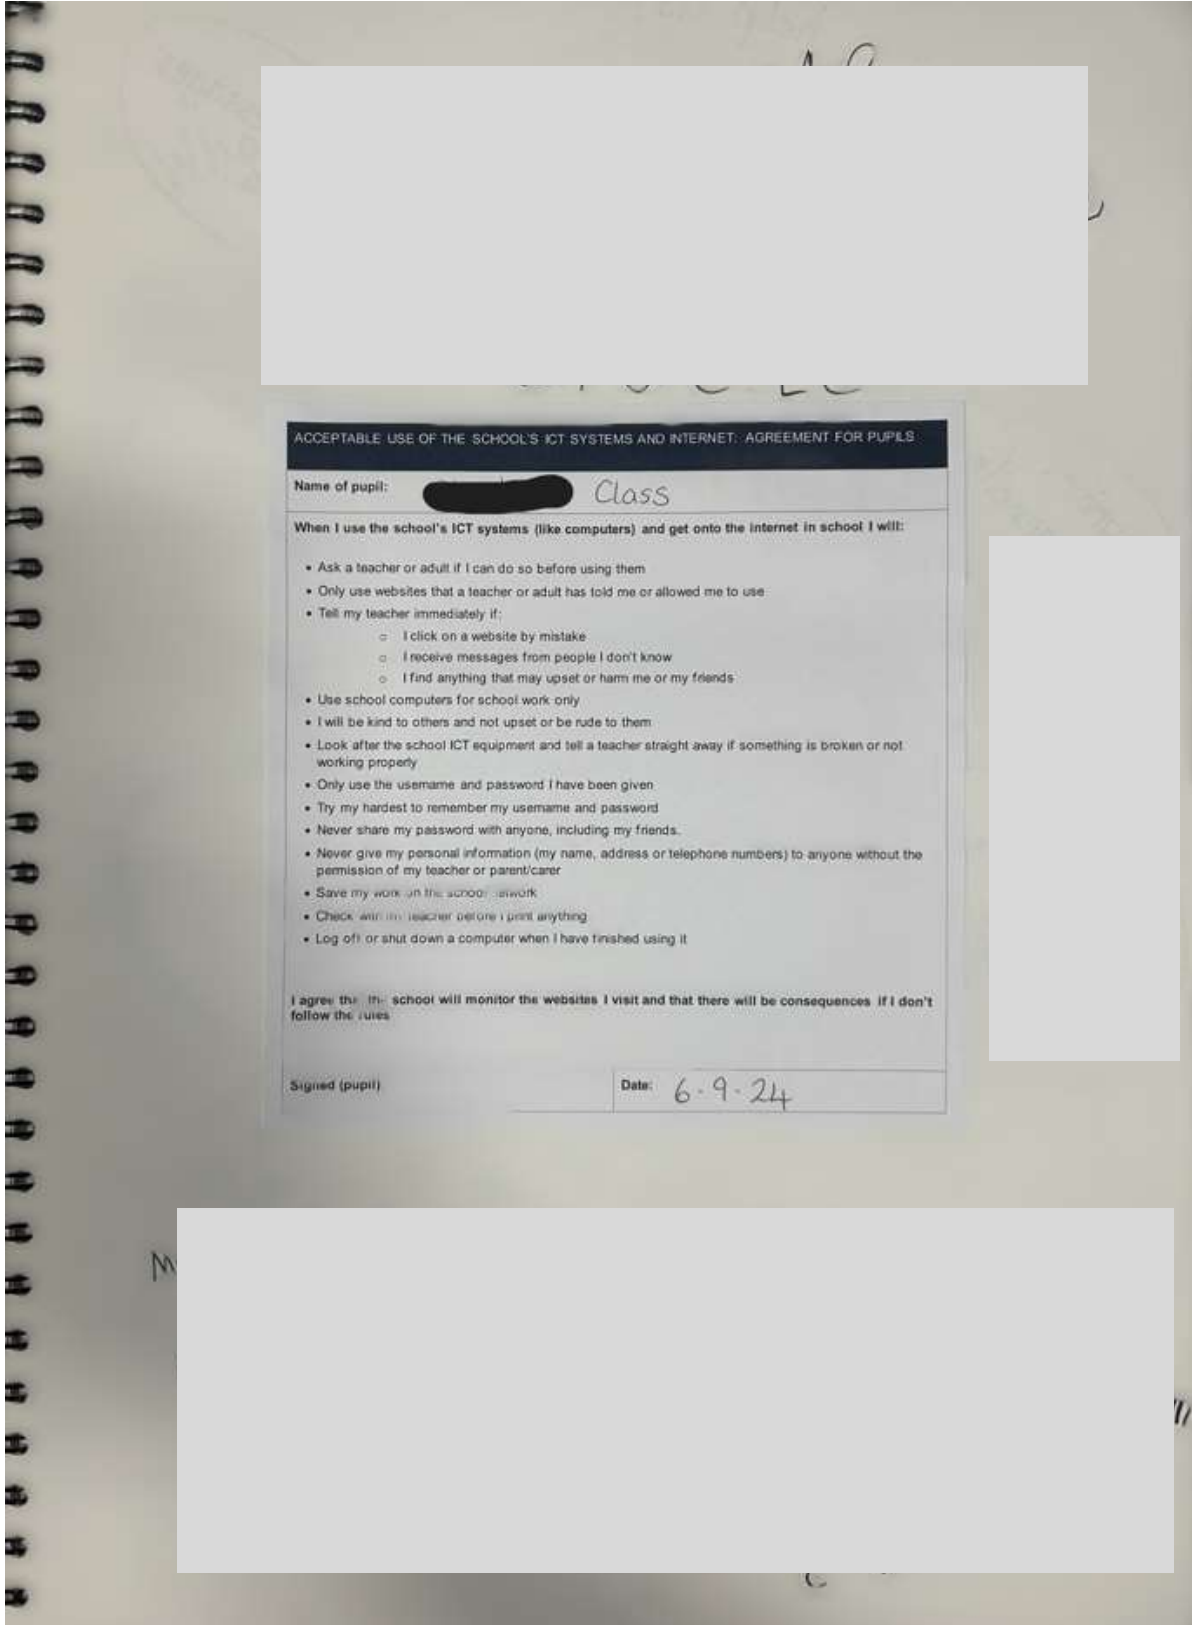 ACCEPTABLE USE OF THE SCHOOL'S ICT SYSTEMS AND INTERNET: AGREEMENT FOR PUPILS
Name of pupil: Class
When I use the school's ICT systems (like computers) and get onto the internet in school I will:
• Ask a teacher or adult if I can do so before using them
• Only use websites that a teacher or adult has told me or allowed me to use
• Tell my teacher immediately if:
o I click on a website by mistake
o I receive messages from people I don't know
o I find anything that may upset or harm me or my friends
• Use school computers for school work only
• I will be kind to others and not upset or be rude to them
• Look after the school ICT equipment and tell a teacher straight away if something is broken or not
working properly
• Only use the username and password I have been given
• Try my hardest to remember my username and password
• Never share my password with anyone, including my friends.
• Never give my personal information (my name, address or telephone numbers) to anyone without the
permission of my teacher or parent/carer
• Save my work on the school network
• Check with my teacher before I print anything
• Log off or shut down a computer when I have finished using it
I agree the school will monitor the websites I visit and that there will be consequences if I don't
follow the rules
Signed (pupil) Date: 6.9.24